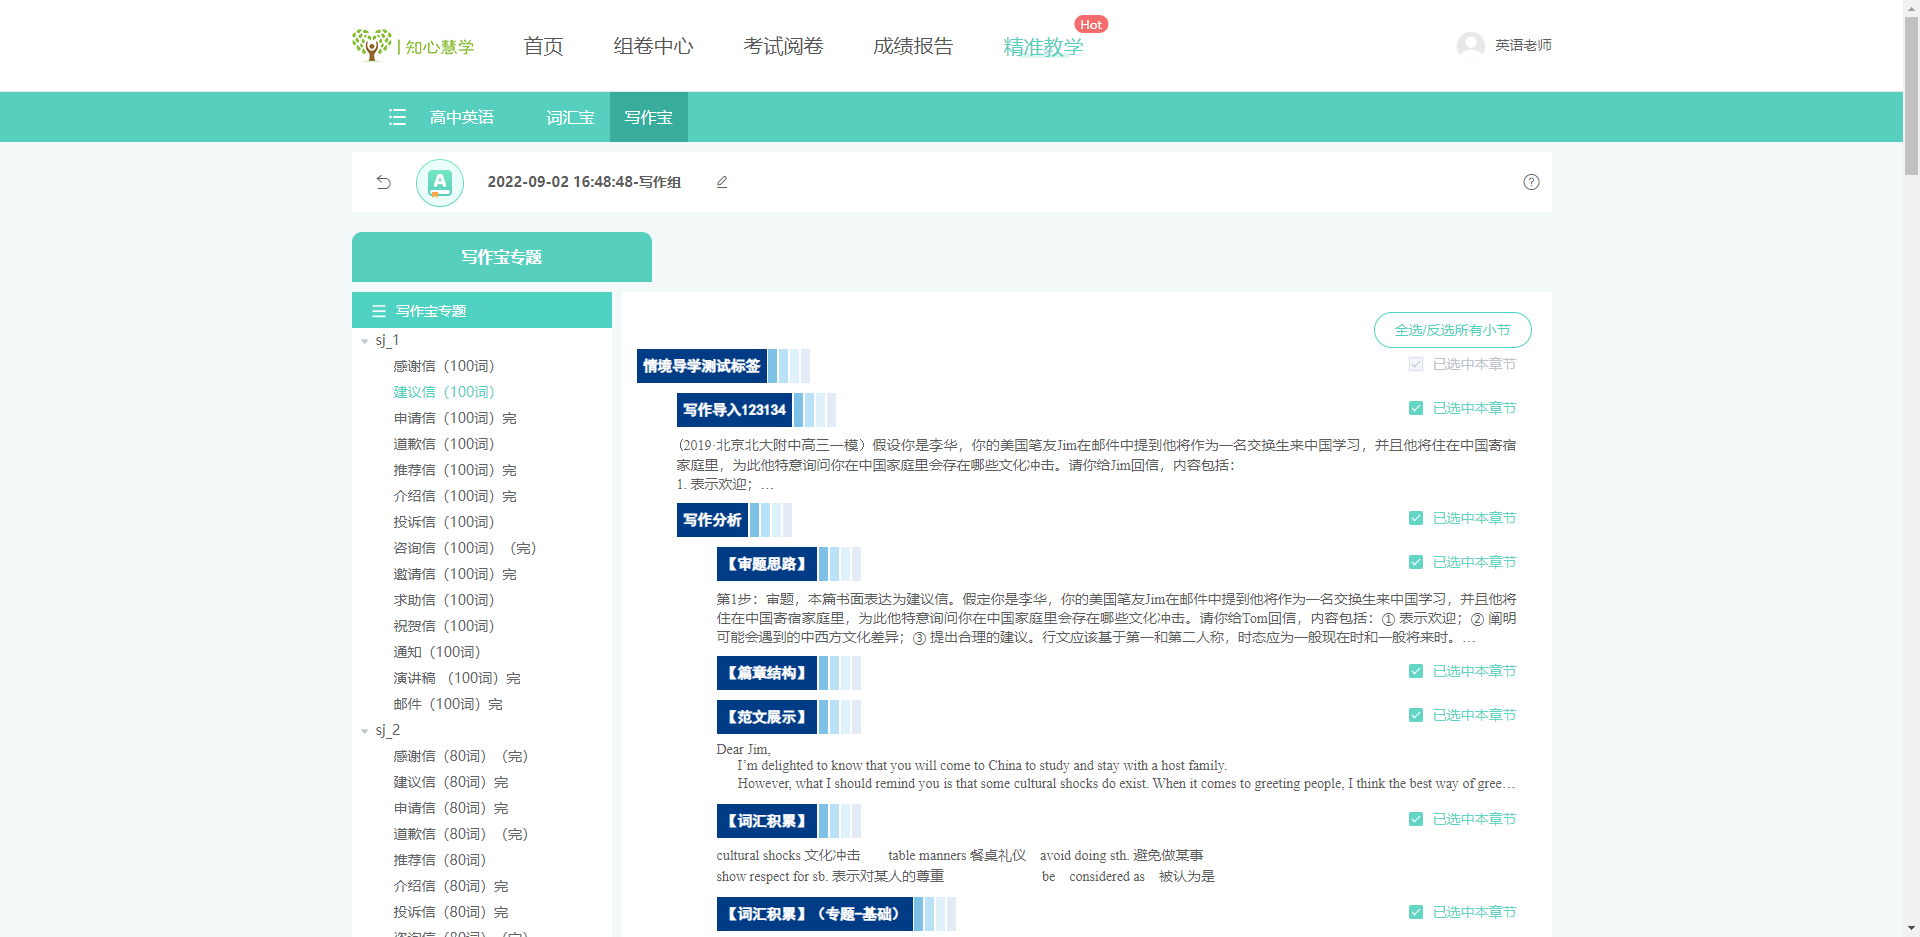 知心慧学
首页
组卷中心
考试阅卷
成绩报告
精准教学
Hot
英语老师
高中英语
词汇宝
写作宝
2022-09-02 16:48:48-写作组
写作宝专题
写作宝专题
sj_1
感谢信（100词）
建议信（100词）
申请信（100词）完
道歉信（100词）
推荐信（100词）完
介绍信（100词）完
投诉信（100词）
咨询信（100词）（完）
邀请信（100词）完
求助信（100词）
祝贺信（100词）
通知（100词）
演讲稿 （100词）完
邮件（100词）完
sj_2
感谢信（80词）（完）
建议信（80词）完
申请信（80词）完
道歉信（80词）（完）
推荐信（80词）
介绍信（80词）完
投诉信（80词）完
咨询信（80词）（完）
全选/反选所有小节
情境导学测试标签
已选中本章节
写作导入123134
已选中本章节
（2019·北京北大附中高三一模）假设你是李华，你的美国笔友Jim在邮件中提到他将作为一名交换生来中国学习，并且他将住在中国寄宿
家庭里，为此他特意询问你在中国家庭里会存在哪些文化冲击。请你给Jim回信，内容包括：
1. 表示欢迎；…
写作分析
已选中本章节
【审题思路】
已选中本章节
第1步：审题，本篇书面表达为建议信。假定你是李华，你的美国笔友Jim在邮件中提到他将作为一名交换生来中国学习，并且他将
住在中国寄宿家庭里，为此他特意询问你在中国家庭里会存在哪些文化冲击。请你给Tom回信，内容包括：① 表示欢迎；② 阐明
可能会遇到的中西方文化差异；③ 提出合理的建议。行文应该基于第一和第二人称，时态应为一般现在时和一般将来时。…
【篇章结构】
已选中本章节
【范文展示】
已选中本章节
Dear Jim,
I’m delighted to know that you will come to China to study and stay with a host family.
However, what I should remind you is that some cultural shocks do exist. When it comes to greeting people, I think the best way of gree…
【词汇积累】
已选中本章节
cultural shocks 文化冲击 table manners 餐桌礼仪 avoid doing sth. 避免做某事
show respect for sb. 表示对某人的尊重 be considered as 被认为是
【词汇积累】（专题-基础）
已选中本章节